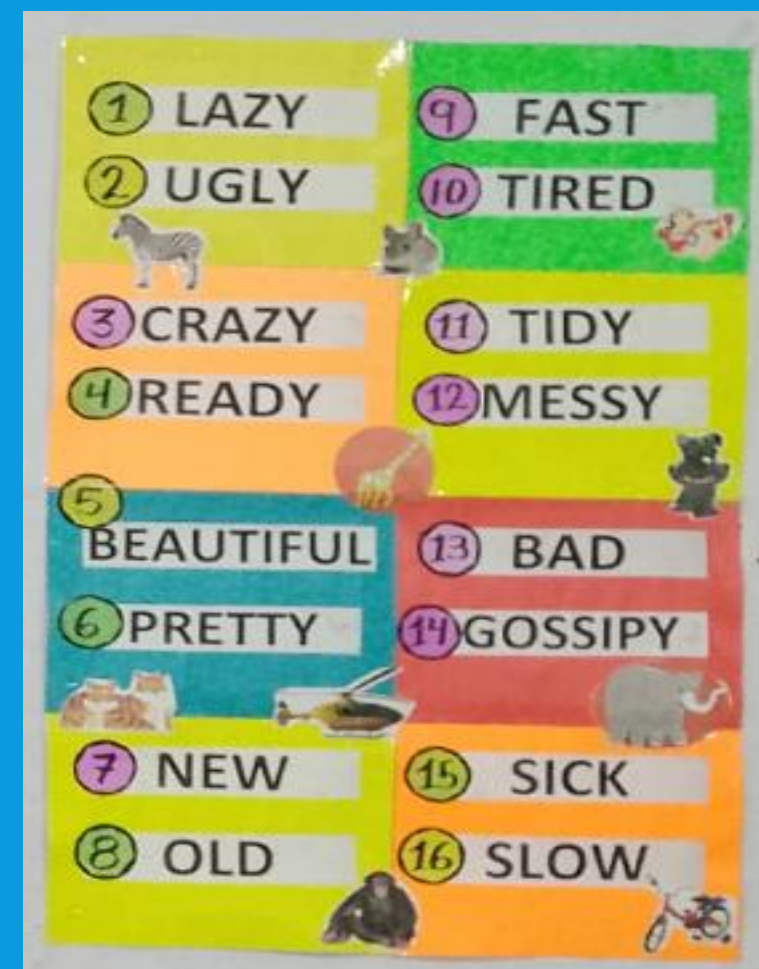 1 LAZY
2 UGLY
3 CRAZY
4 READY
5
BEAUTIFUL
6 PRETTY
7 NEW
8 OLD
9 FAST
10 TIRED
11 TIDY
12 MESSY
13 BAD
14 GOSSIPY
15 SICK
16 SLOW